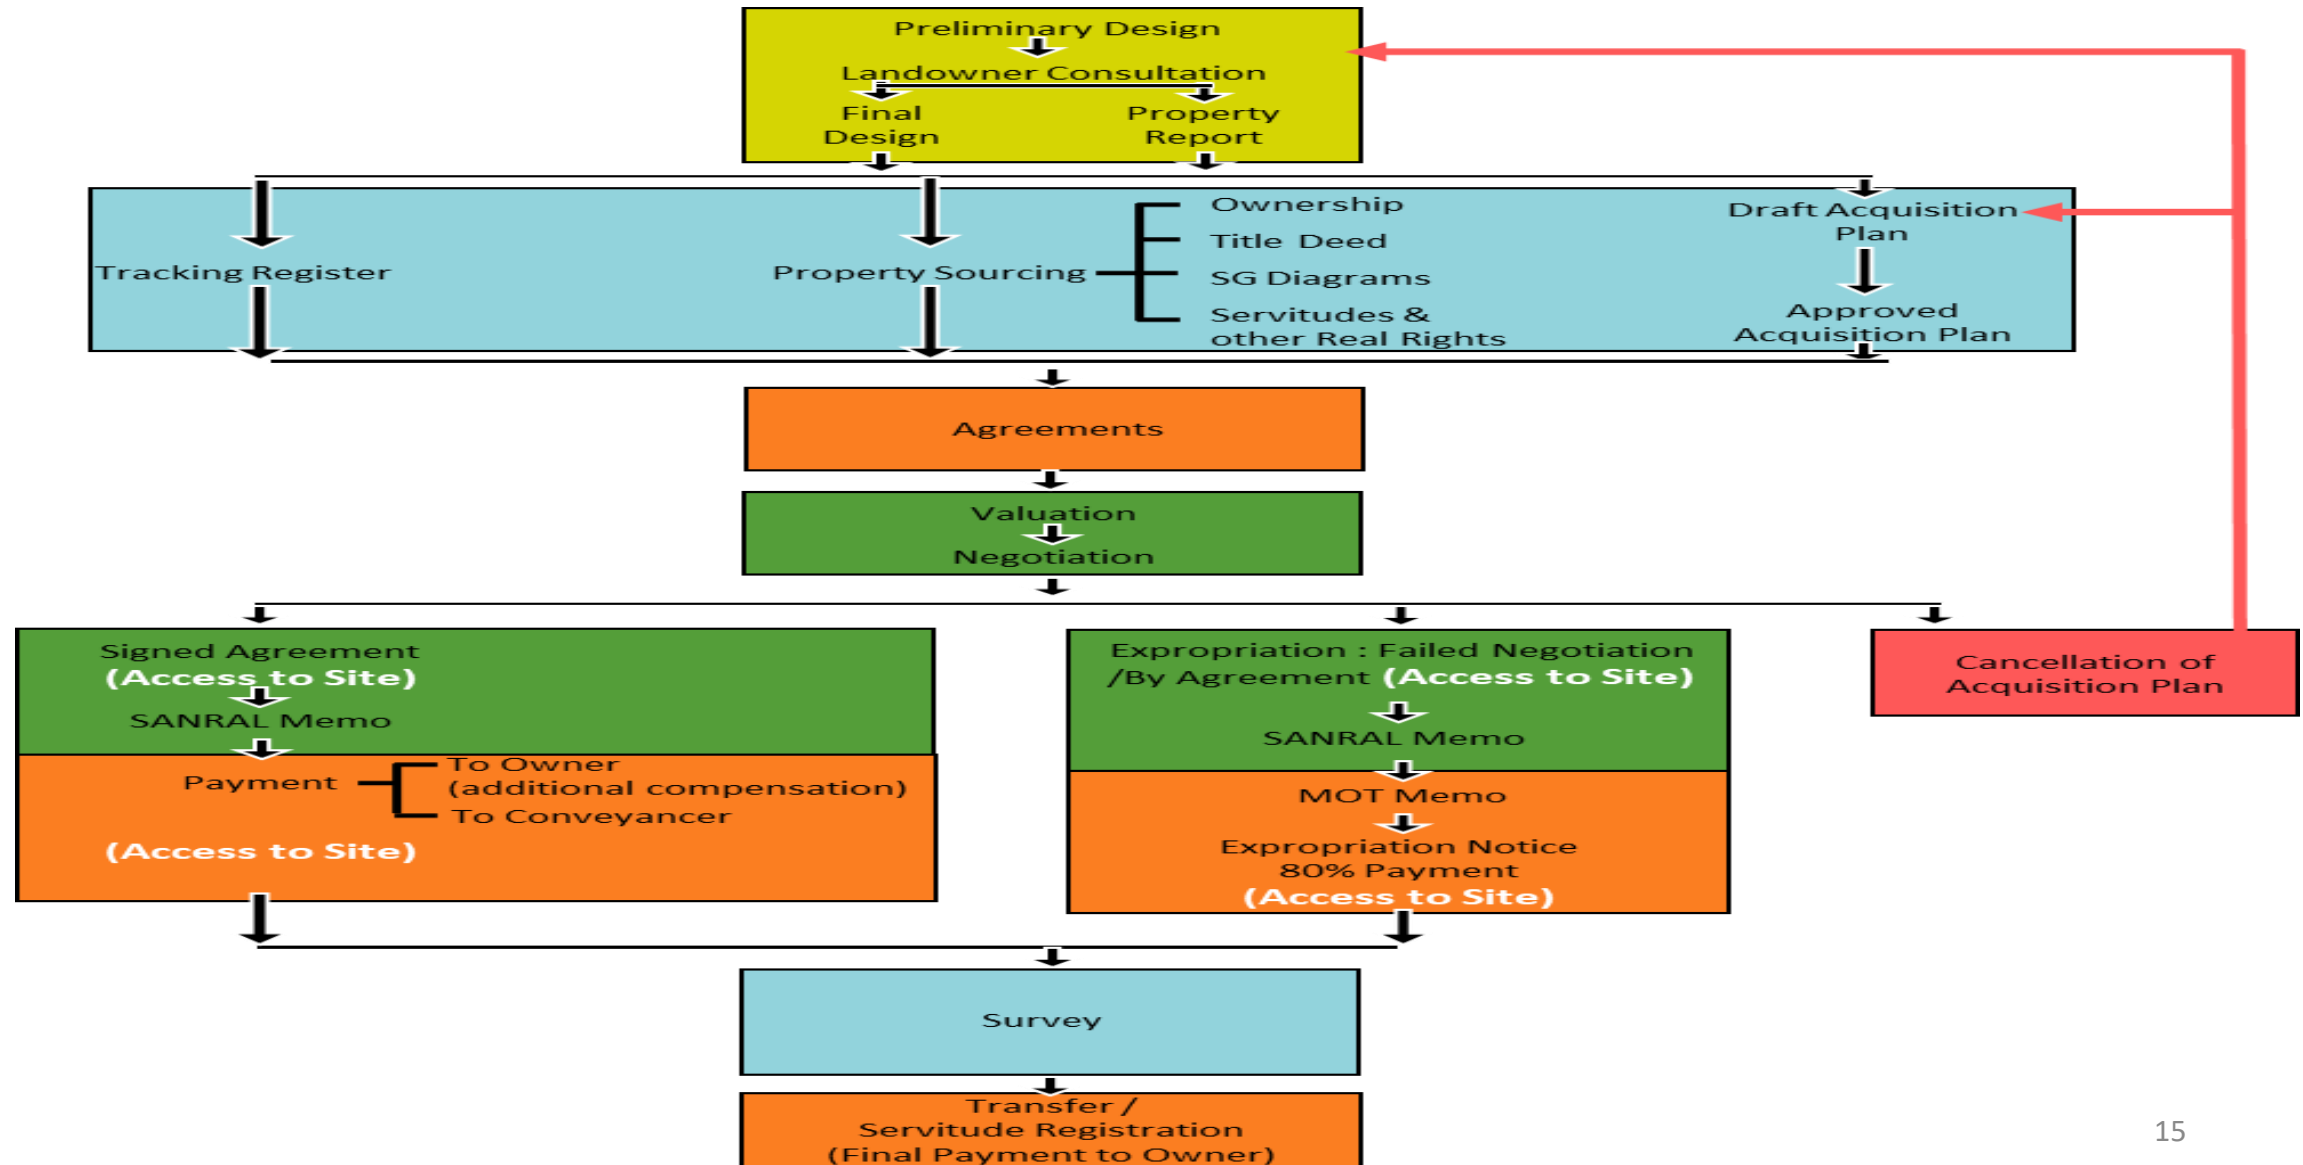 Preliminary Design
Landowner Consultation
Final
Design
Property
Report
Tracking Register
Property Sourcing
Ownership
Title Deed
SG Diagrams
Servitudes &
other Real Rights
Draft Acquisition
Plan
Approved
Acquisition Plan
Agreements
Valuation
Negotiation
Signed Agreement
(Access to Site)
SANRAL Memo
Payment
To Owner
(additional compensation)
To Conveyancer
(Access to Site)
Expropriation : Failed Negotiation
/By Agreement (Access to Site)
SANRAL Memo
MOT Memo
Expropriation Notice
80% Payment
(Access to Site)
Cancellation of
Acquisition Plan
Survey
Transfer /
Servitude Registration
(Final Payment to Owner)
15